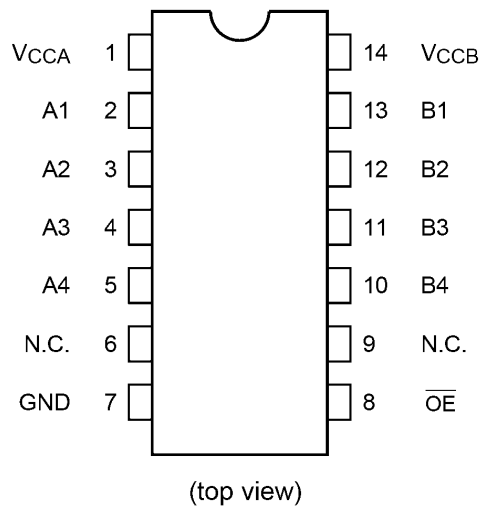 VCCA 1 14 VCCB
A1 2 13 B1
A2 3 12 B2
A3 4 11 B3
A4 5 10 B4
N.C. 6 9 N.C.
GND 7 8 O̅E̅
(top view)